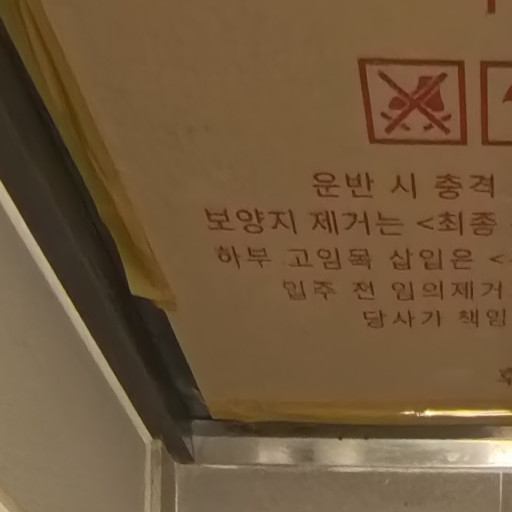 운반 시 충격
보양지 제거는 <최종
하부 고임목 삽입은 <
입주 전 임의제거
당사기 책임